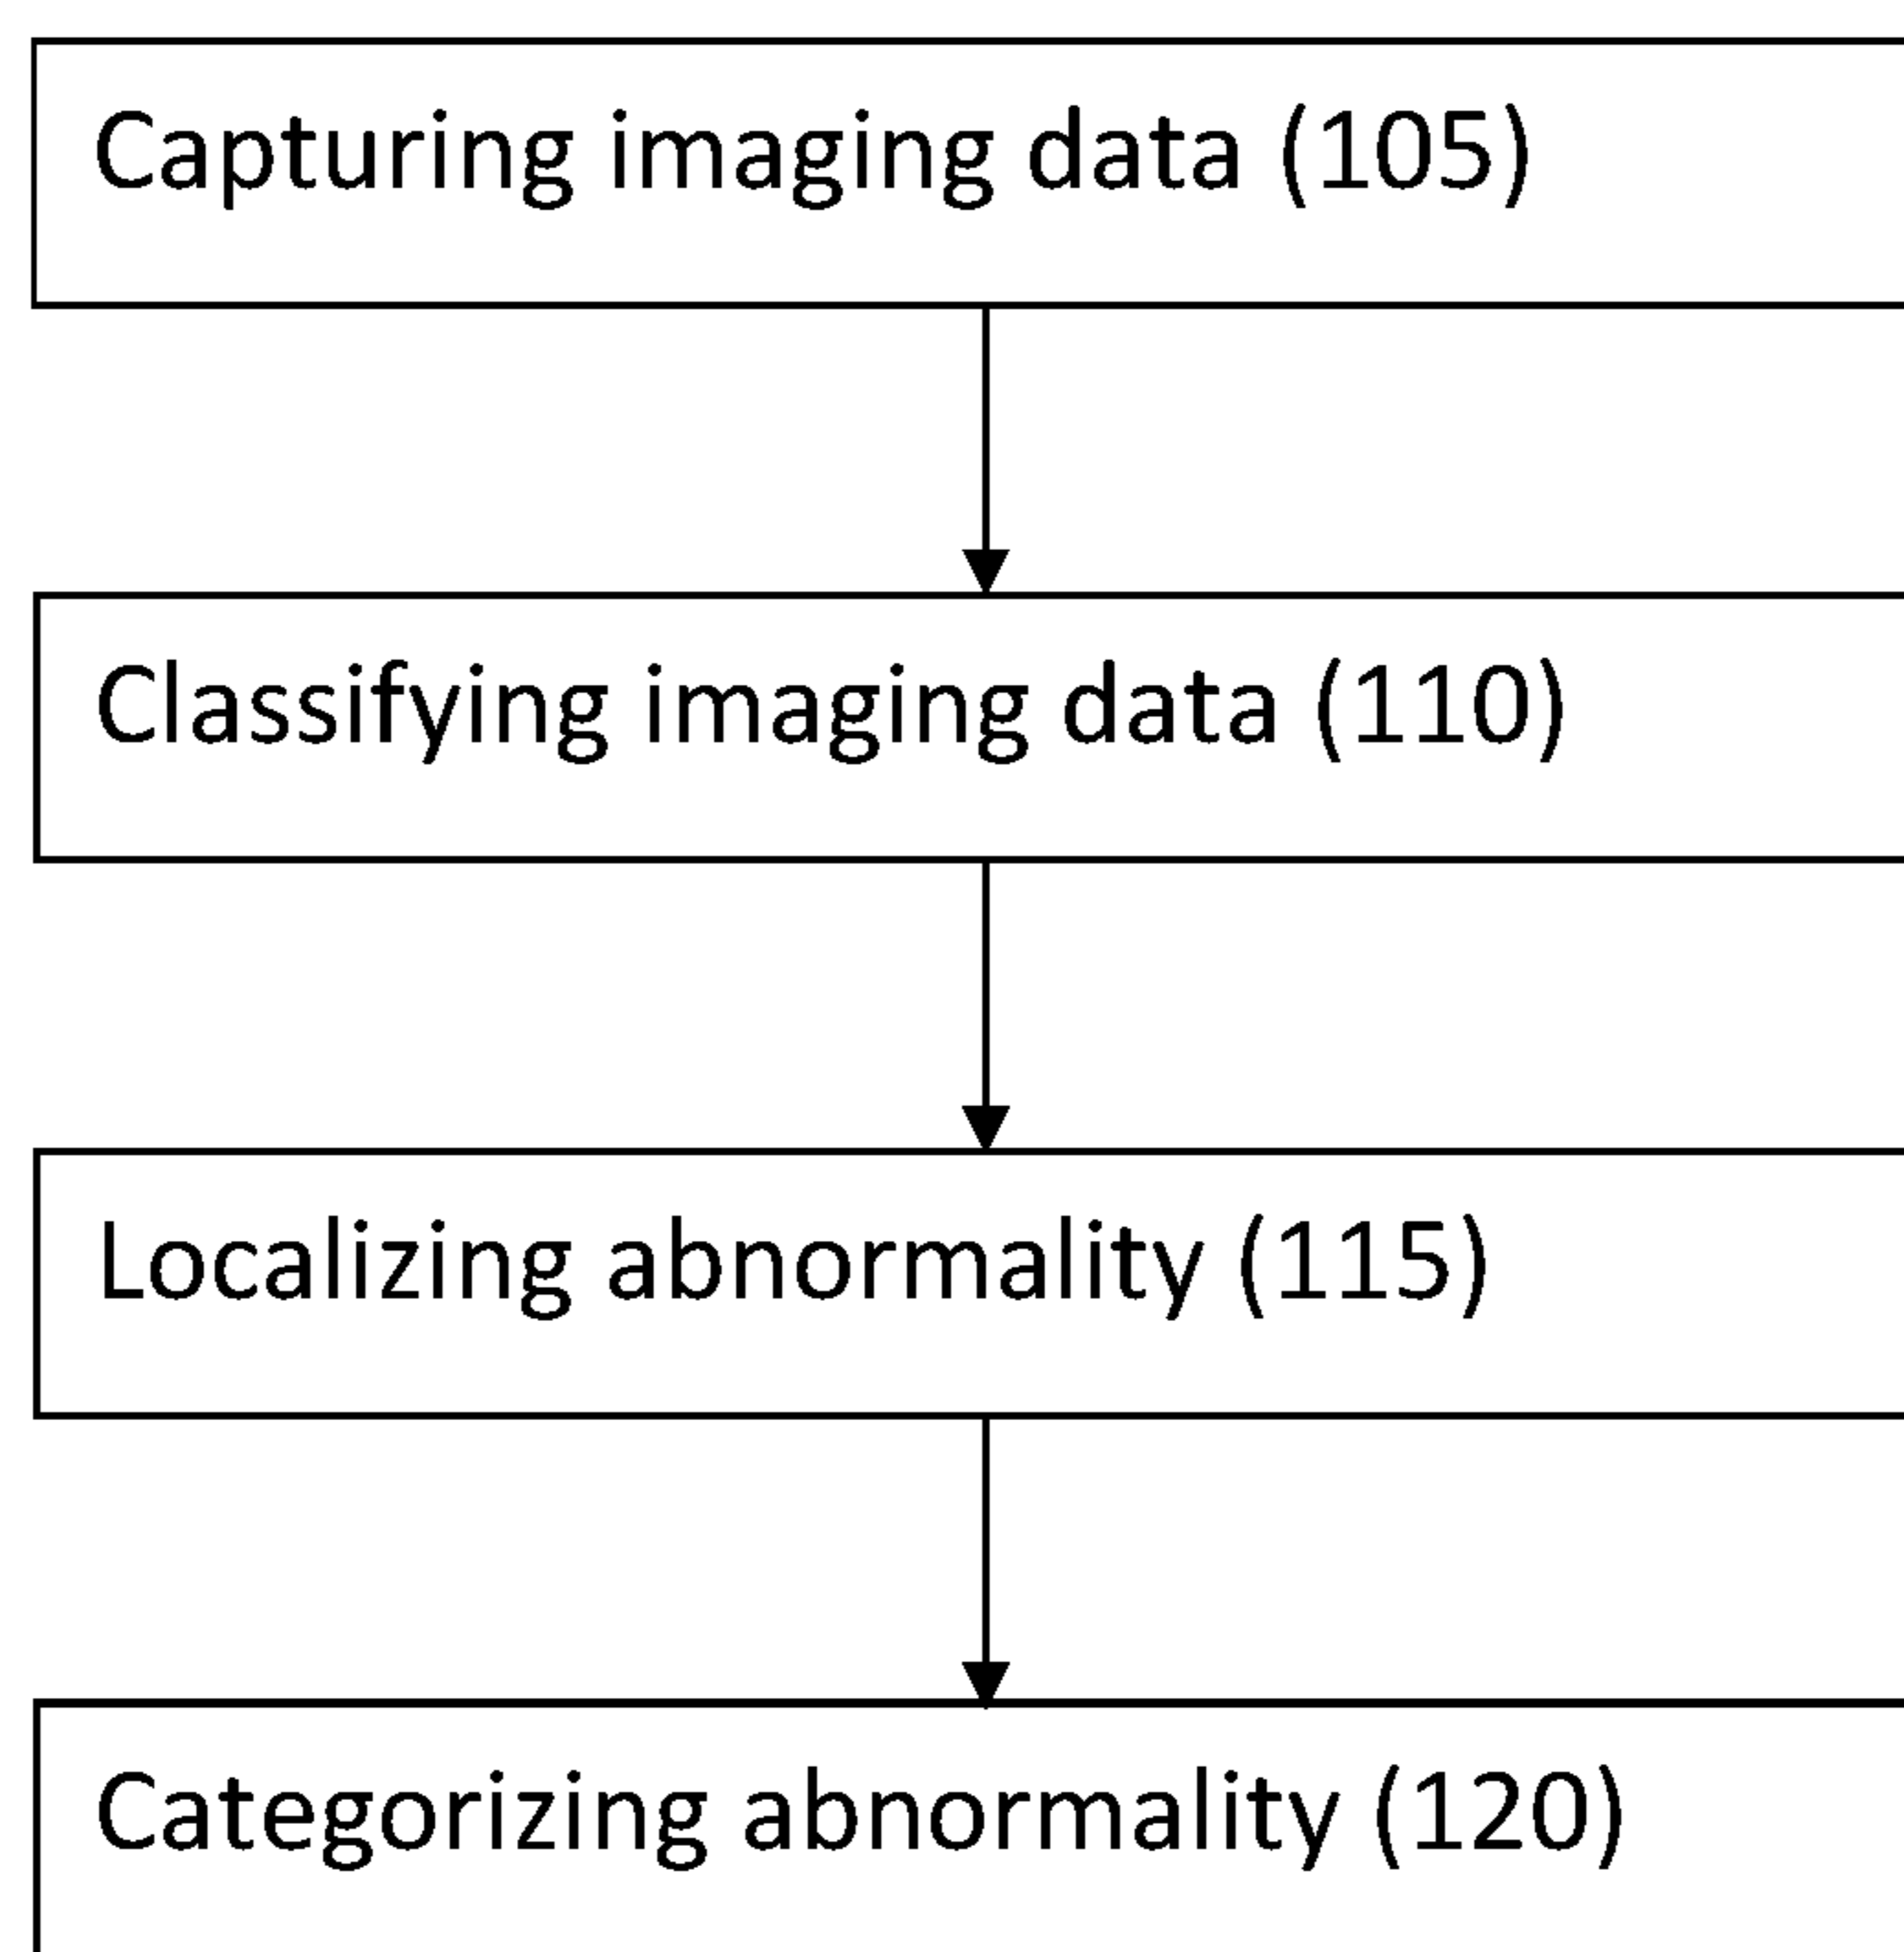 Capturing imaging data (105)
Classifying imaging data (110)
Localizing abnormality (115)
Categorizing abnormality (120)